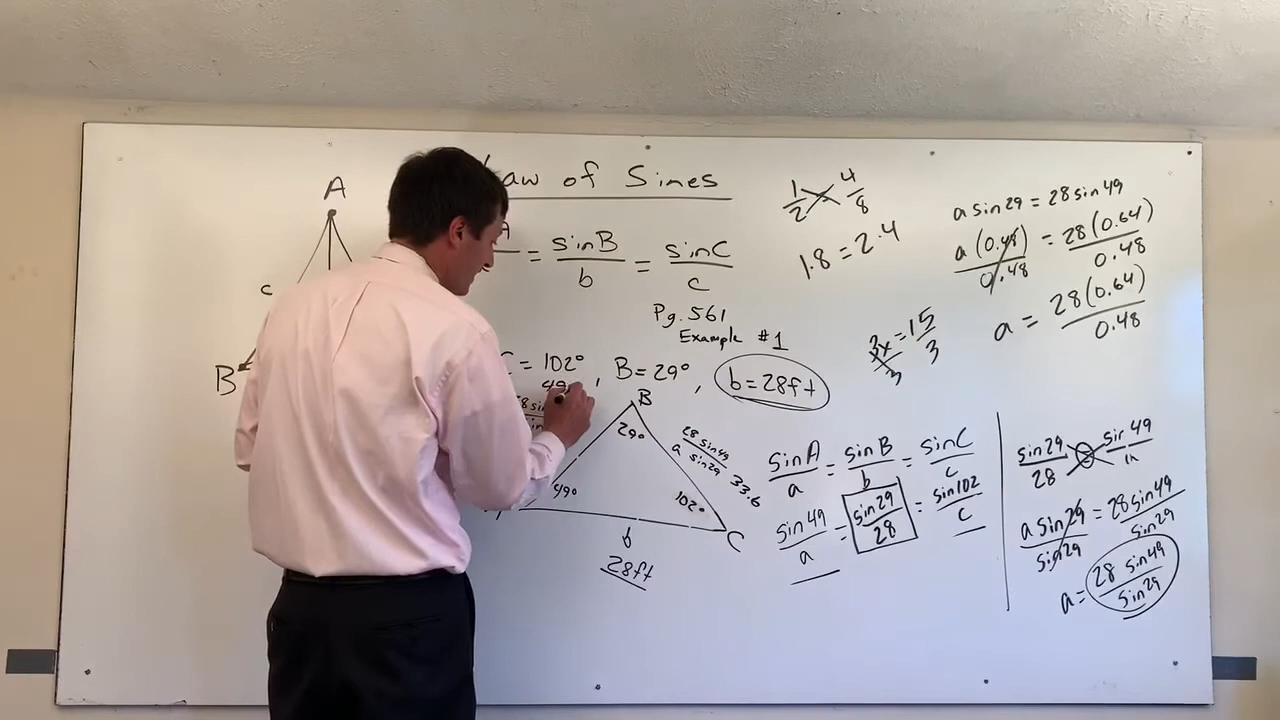 Law of Sines
A
c
B
A = sinB/b = sinC/c
Pg.561
Example #1
C = 102°, B = 29°, b = 28ft
49
28 sin
sin
B
29°
49°
102°
C
b
28ft
28 sin49
a sin29
33.6
1/2 4/8
1.8 = 2.4
3x/3 = 15/3
a sin29 = 28 sin49
a(0.48)/0.48 = 28(0.64)/0.48
a = 28(0.64)/0.48
sinA/a = sinB/b = sinC/c
sin49/a = sin29/28 = sin102/c
sin29/28 = sin49/a
a sin29/sin29 = 28 sin49/sin29
a = 28 sin49/sin29